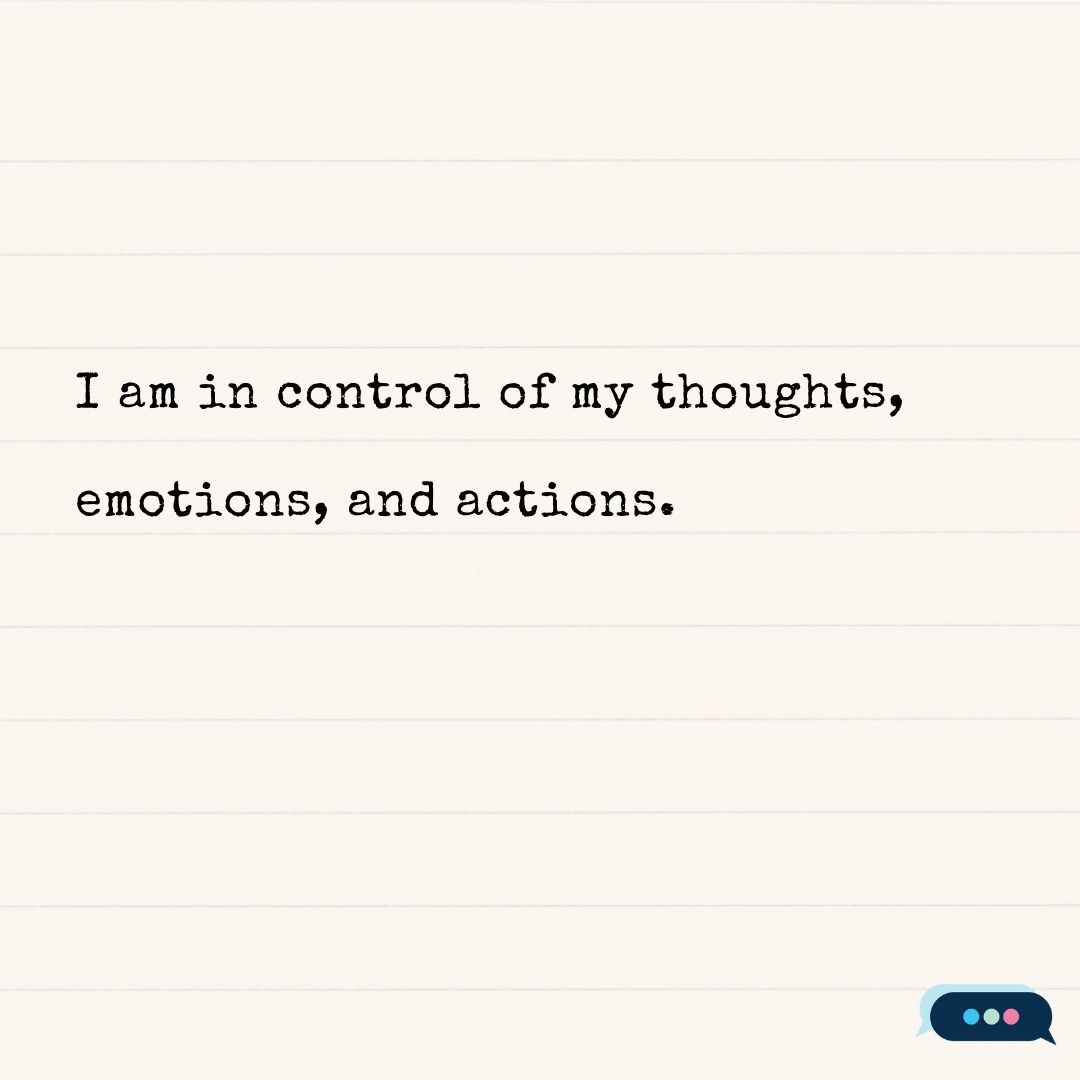 I am in control of my thoughts,
emotions, and actions.